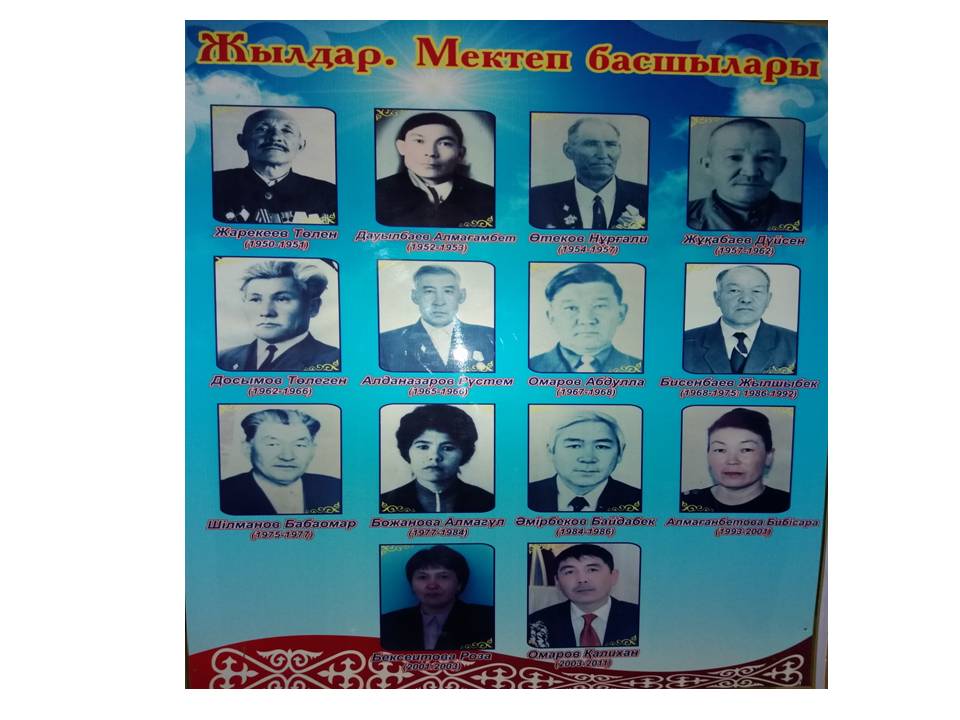 Жылдар. Мектеп басшылары
Жарекеев Төлен
(1950-1951)
Дауылбаев Алмағамбет
(1952-1953)
Өтеков Нұрғали
(1954-1957)
Жұқабаев Дүйсен
(1957-1962)
Досымов Төлеген
(1962-1966)
Алданазаров Рүстем
(1965-1966)
Омаров Абдулла
(1967-1968)
Бисенбаев Жылшыбек
(1968-1975; 1986-1992)
Шілманов Бабаомар
(1975-1977)
Божанова Алмагүл
(1977-1984)
Әмірбеков Байдабек
(1984-1986)
Алмағанбетова Бибісара
(1993-2001)
Бексеитова Роза
(2001-2003)
Омаров Қалихан
(2003-2011)